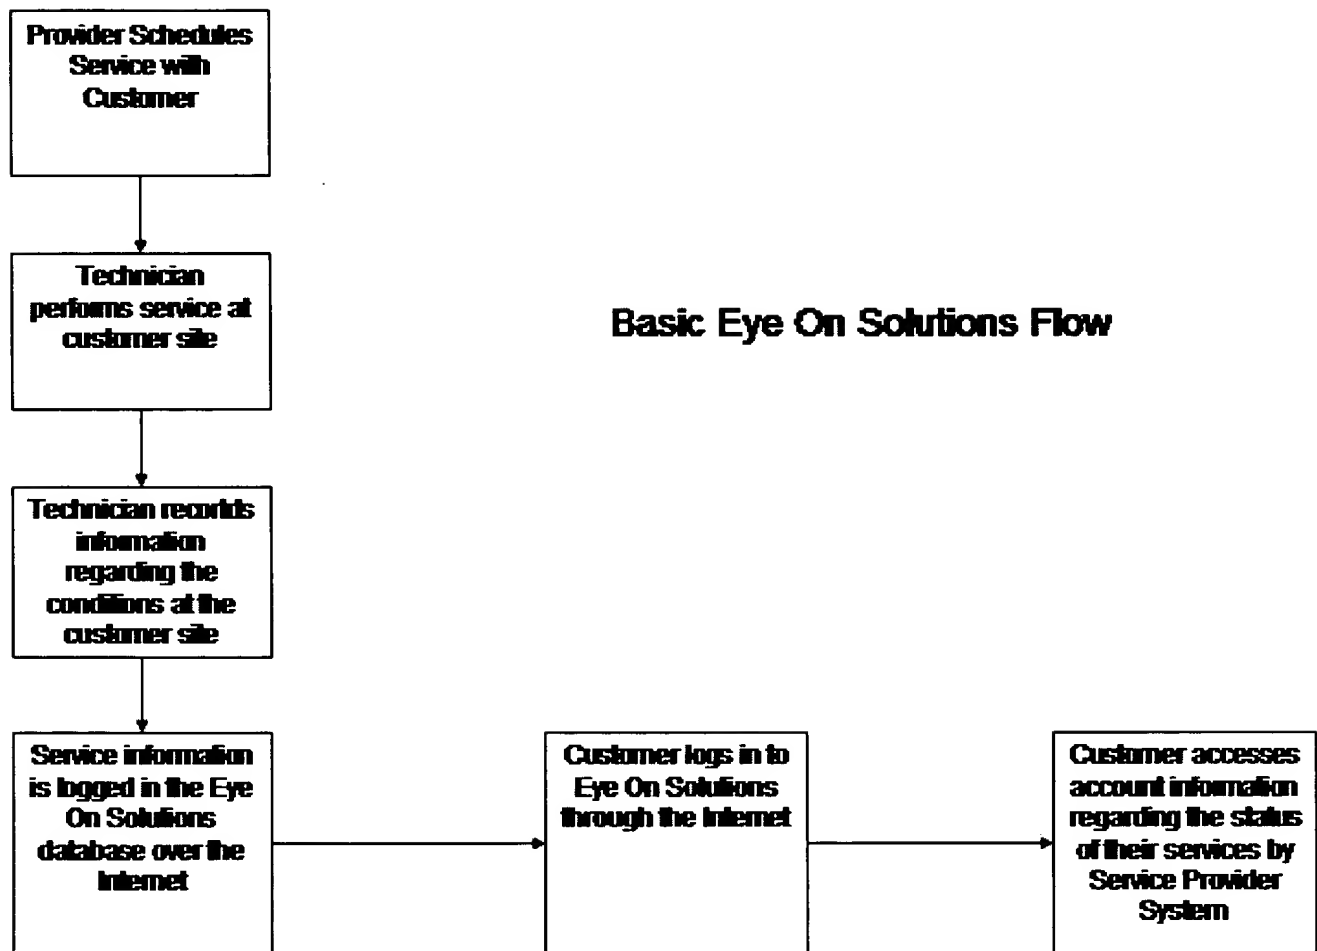 Provider Schedules
Service with
Customer
Technician
performs service at
customer site
Basic Eye On Solutions Flow
Technician recortds
information
regarding the
conditions at the
customer site
Service information
is logged in the Eye
On Solutions
database over the
Internet
Customer logs in to
Eye On Solutions
through the Internet
Customer accesses
account information
regarding the status
of their services by
Service Provider
System